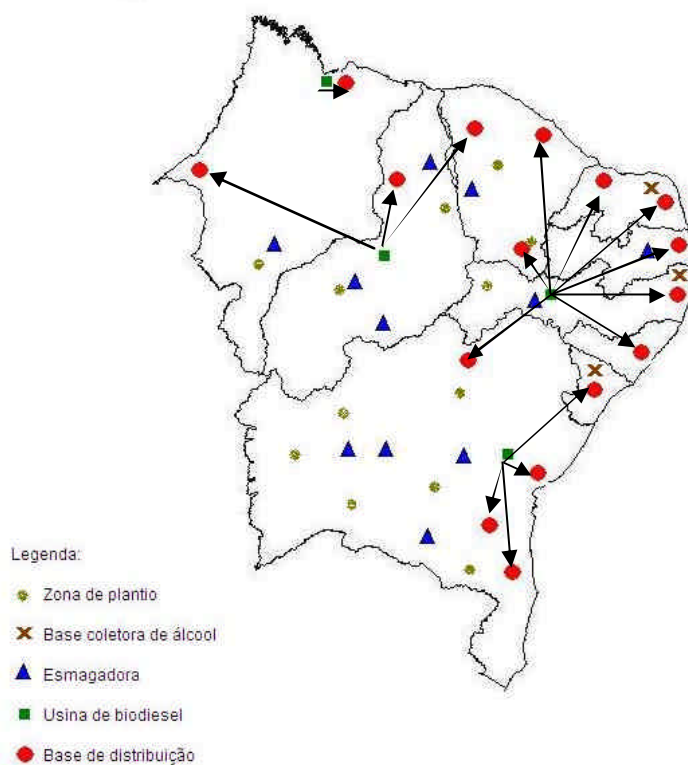 Legenda:
Zona de plantio
Base coletora de álcool
Esmagadora
Usina de biodiesel
Base de distribuição